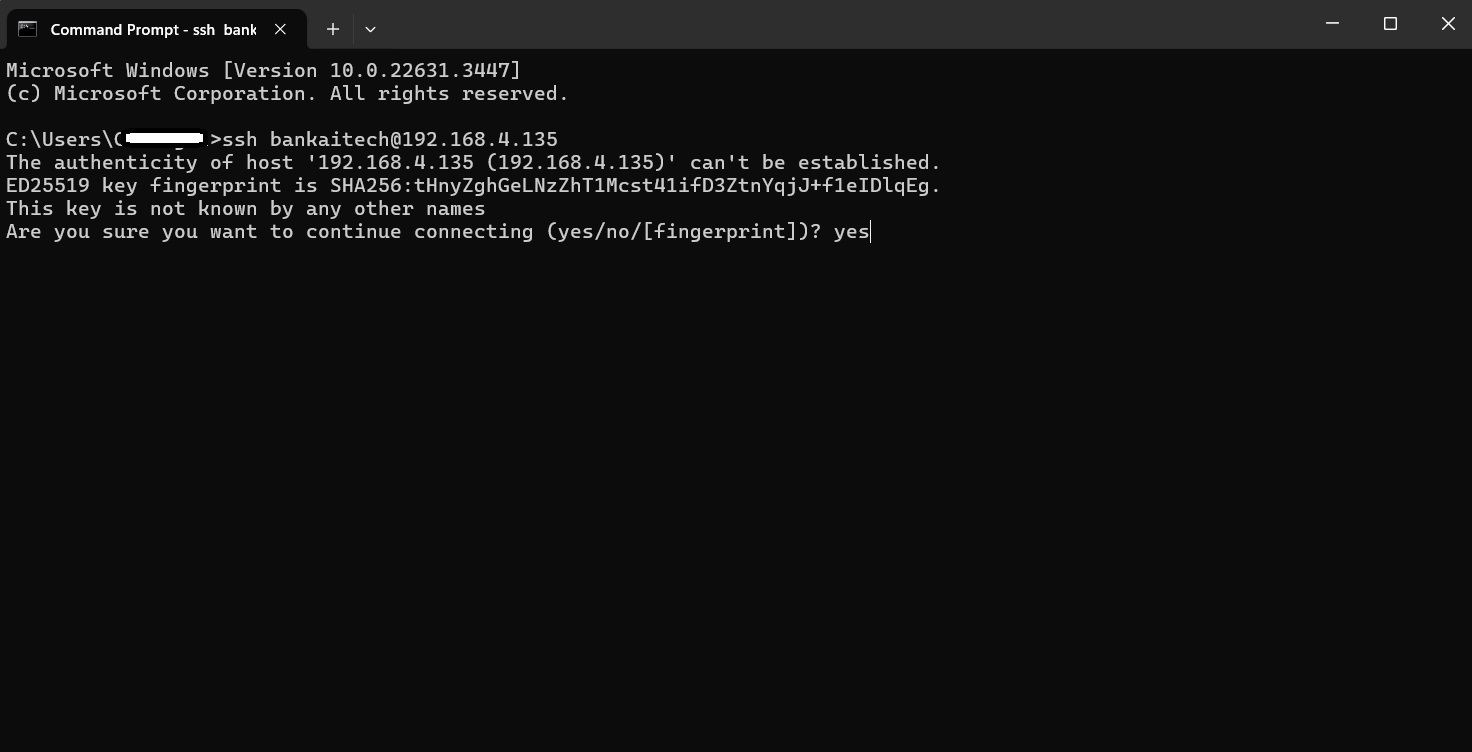 Command Prompt - ssh bank
Microsoft Windows [Version 10.0.22631.3447]
(c) Microsoft Corporation. All rights reserved.
C:\Users\ >ssh bankaitech@192.168.4.135
The authenticity of host '192.168.4.135 (192.168.4.135)' can't be established.
ED25519 key fingerprint is SHA256:tHnyZghGeLNzZhT1Mcst41ifD3ZtnYqjJ+f1eIDlqEg.
This key is not known by any other names
Are you sure you want to continue connecting (yes/no/[fingerprint])? yes